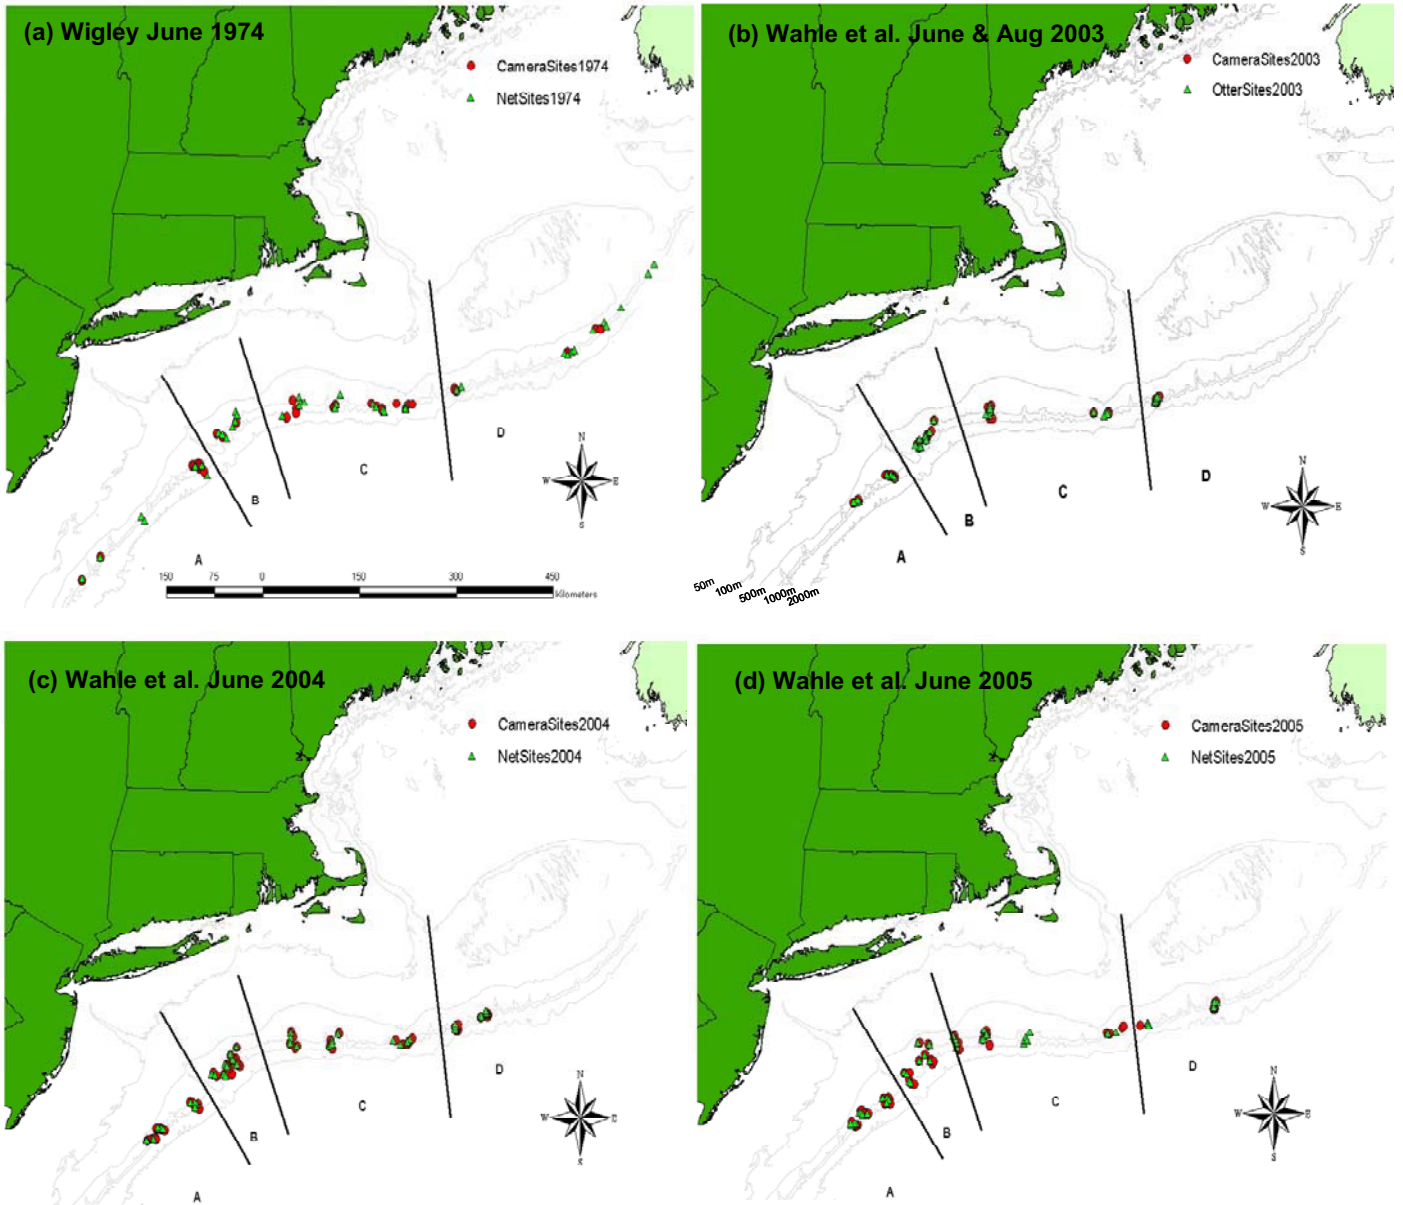 (a) Wigley June 1974
CameraSites1974
NetSites1974
D
C
B
A
N
W
E
S
150 75 0 150 300 450
Kilometers
(b) Wahle et al. June & Aug 2003
CameraSites2003
OtterSites2003
D
C
B
A
N
W
E
S
50m
100m
500m
1000m
2000m
(c) Wahle et al. June 2004
CameraSites2004
NetSites2004
D
C
B
A
N
W
(d) Wahle et al. June 2005
CameraSites2005
NetSites2005
D
C
B
A
N
W
E
S